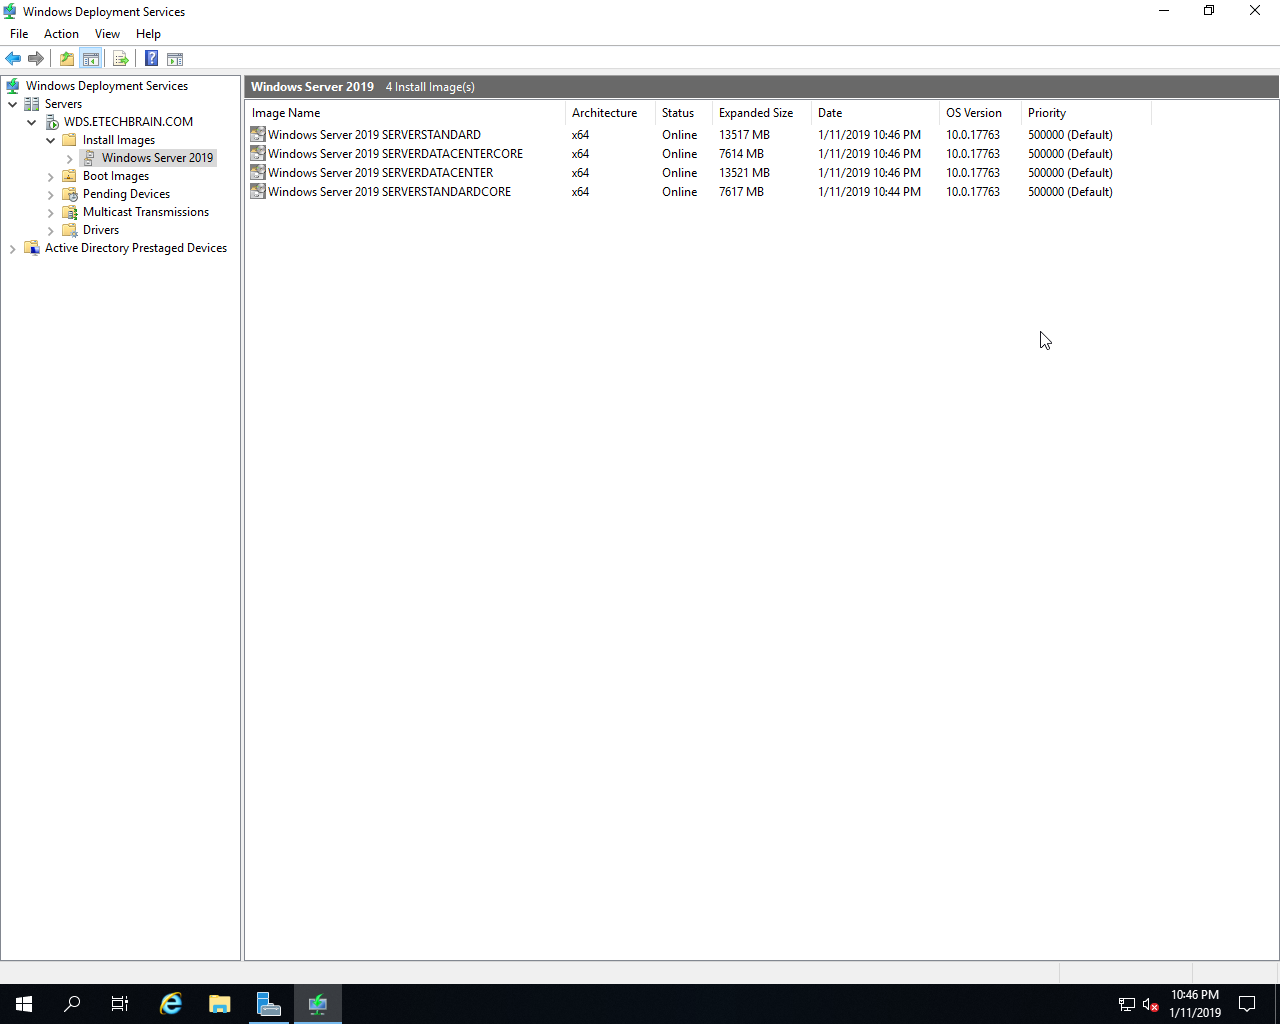 Windows Deployment Services
File Action View Help
Windows Deployment Services
Servers
WDS.ETECHBRAIN.COM
Install Images
Windows Server 2019
Boot Images
Pending Devices
Multicast Transmissions
Drivers
Active Directory Prestaged Devices
Windows Server 2019 4 Install Image(s)
Image Name Architecture Status Expanded Size Date OS Version Priority
Windows Server 2019 SERVERSTANDARD x64 Online 13517 MB 1/11/2019 10:46 PM 10.0.17763 500000 (Default)
Windows Server 2019 SERVERDATACENTERCORE x64 Online 7614 MB 1/11/2019 10:46 PM 10.0.17763 500000 (Default)
Windows Server 2019 SERVERDATACENTER x64 Online 13521 MB 1/11/2019 10:46 PM 10.0.17763 500000 (Default)
Windows Server 2019 SERVERSTANDARDCORE x64 Online 7617 MB 1/11/2019 10:44 PM 10.0.17763 500000 (Default)
10:46 PM
1/11/2019